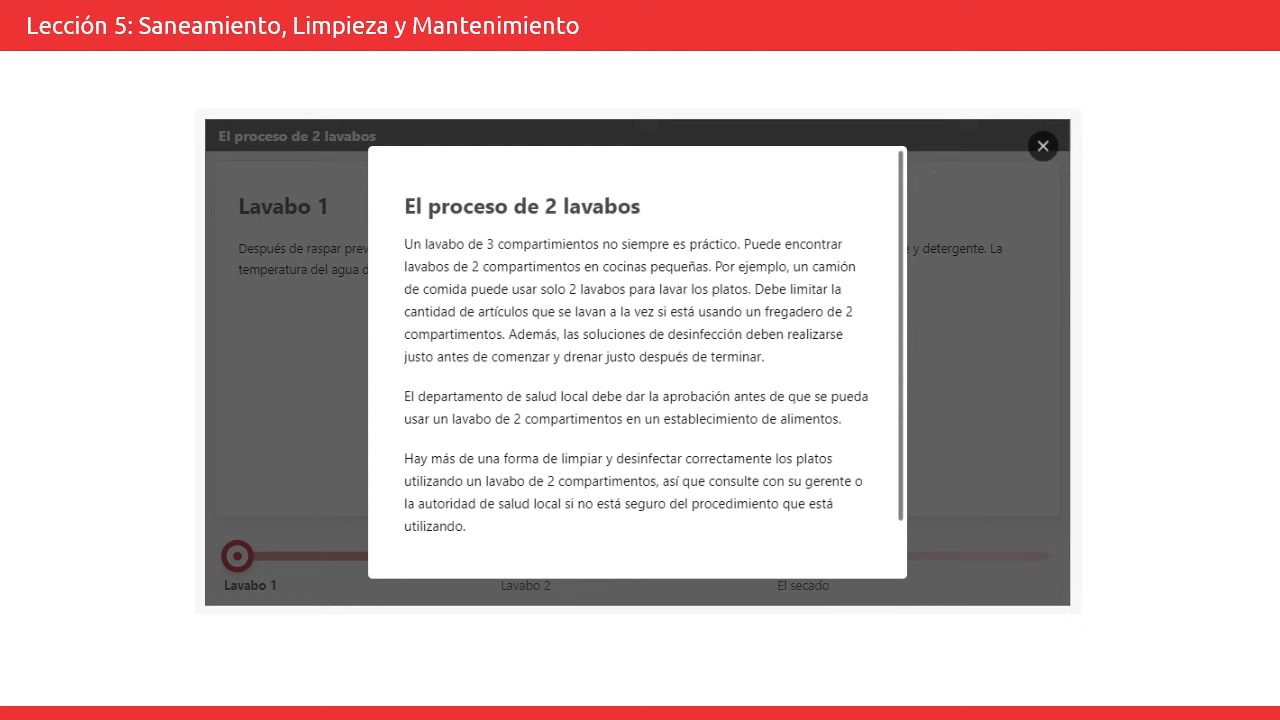 Lección 5: Saneamiento, Limpieza y Mantenimiento
El proceso de 2 lavabos
Lavabo 1
Después de raspar prev
e y detergente. La
temperatura del agua d
El proceso de 2 lavabos
Un lavabo de 3 compartimientos no siempre es práctico. Puede encontrar
lavabos de 2 compartimentos en cocinas pequeñas. Por ejemplo, un camión
de comida puede usar solo 2 lavabos para lavar los platos. Debe limitar la
cantidad de artículos que se lavan a la vez si está usando un fregadero de 2
compartimentos. Además, las soluciones de desinfección deben realizarse
justo antes de comenzar y drenar justo después de terminar.
El departamento de salud local debe dar la aprobación antes de que se pueda
usar un lavabo de 2 compartimentos en un establecimiento de alimentos.
Hay más de una forma de limpiar y desinfectar correctamente los platos
utilizando un lavabo de 2 compartimentos, así que consulte con su gerente o
la autoridad de salud local si no está seguro del procedimiento que está
utilizando.
Lavabo 1
Lavabo 2
El secado